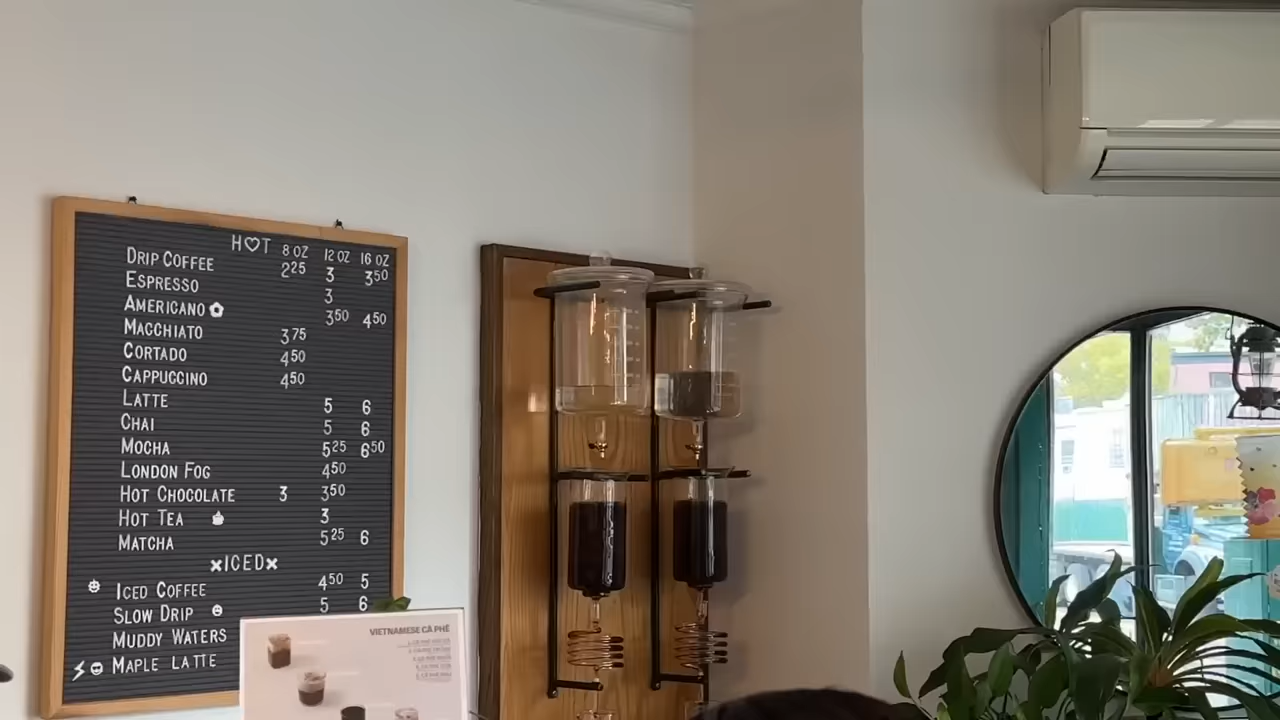 H♡T 8 OZ 12 OZ 16 OZ
DRIP COFFEE 2²⁵ 3 3⁵⁰
ESPRESSO 3
AMERICANO 3⁵⁰ 4⁵⁰
MACCHIATO 3.75
CORTADO 4⁵⁰
CAPPUCCINO 4⁵⁰
LATTE 5 6
CHAI 5 6
MOCHA 5²⁵ 6⁵⁰
LONDON FOG 4⁵⁰
HOT CHOCOLATE 3 3⁵⁰
HOT TEA 3
MATCHA 5²⁵ 6
×ICED×
ICED COFFEE 4⁵⁰ 5
SLOW DRIP 5 6
MUDDY WATERS
MAPLE LATTE
VIETNAMESE CÀ PHÊ